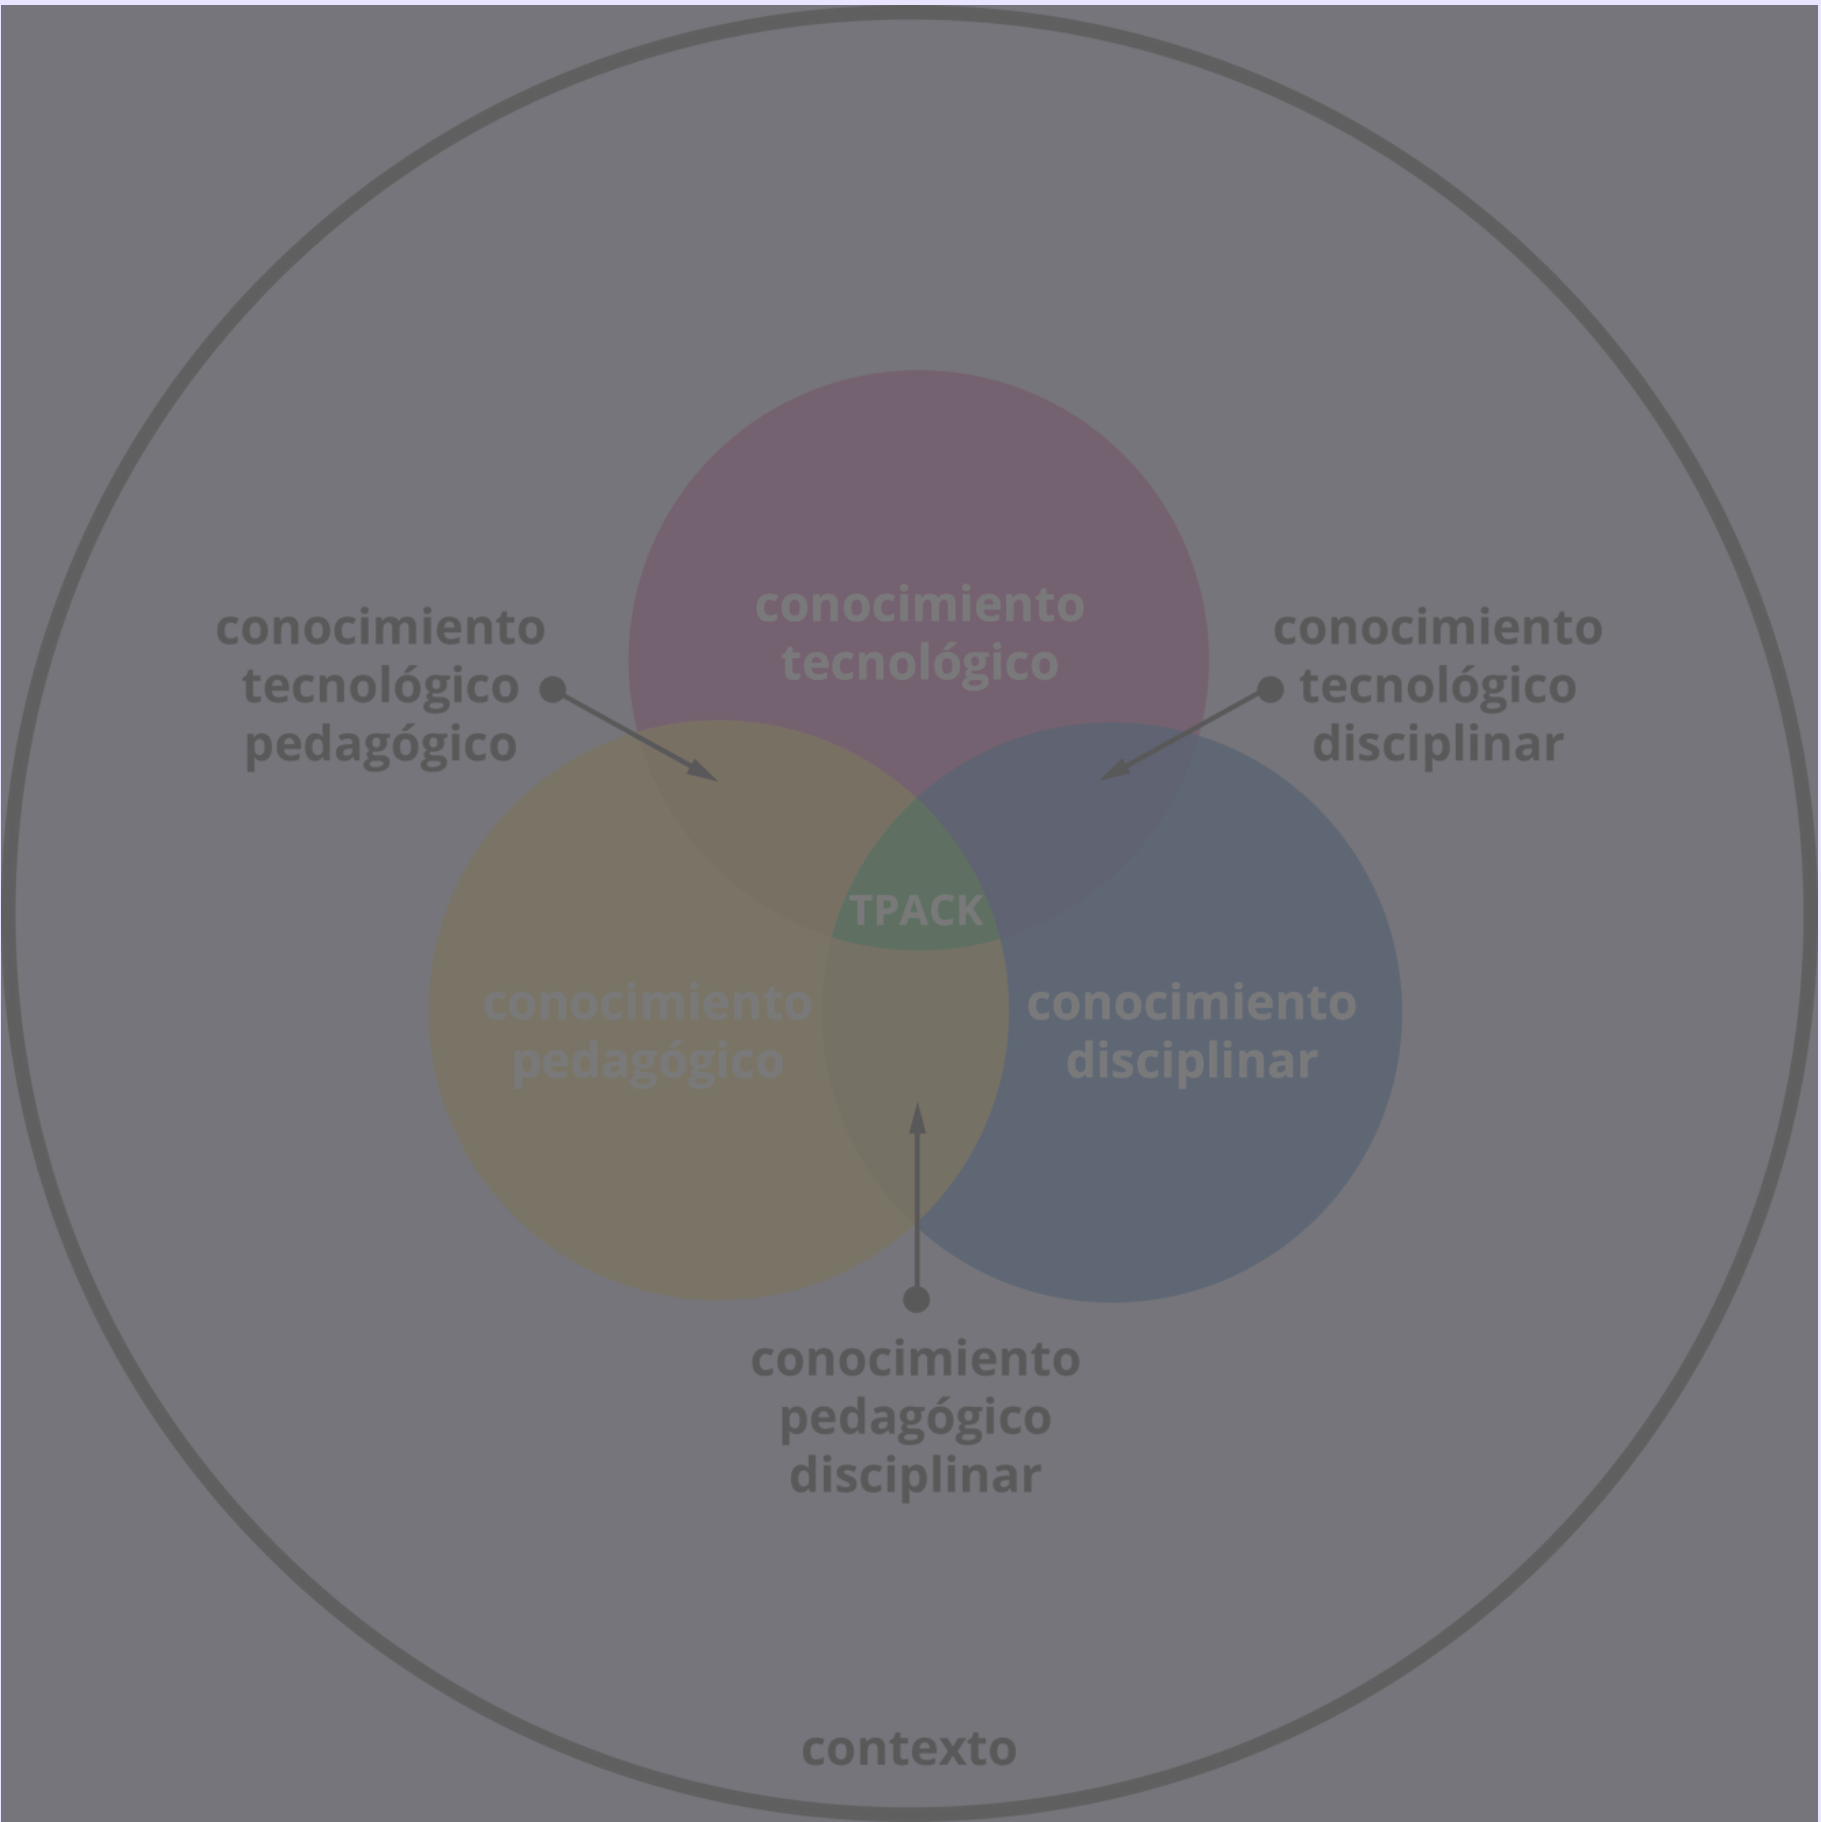 conocimiento
tecnológico
conocimiento
tecnológico
pedagógico
conocimiento
tecnológico
disciplinar
TPACK
conocimiento
pedagógico
conocimiento
disciplinar
conocimiento
pedagógico
disciplinar
contexto